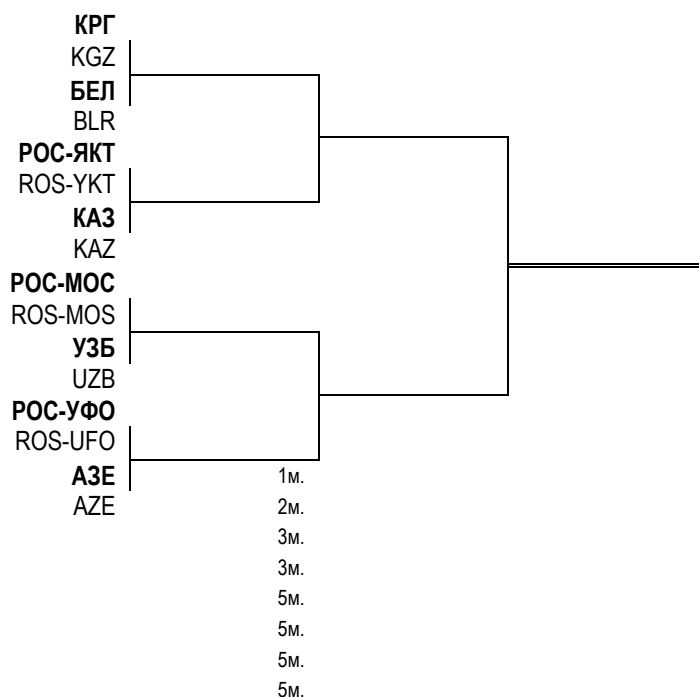 КРГ
KGZ
БЕЛ
BLR
РОС-ЯКТ
ROS-YKT
КАЗ
KAZ
РОС-МОС
ROS-MOS
УЗБ
UZB
РОС-УФО
ROS-UFO
АЗЕ
AZE
1м.
2м.
3м.
3м.
5м.
5м.
5м.
5м.